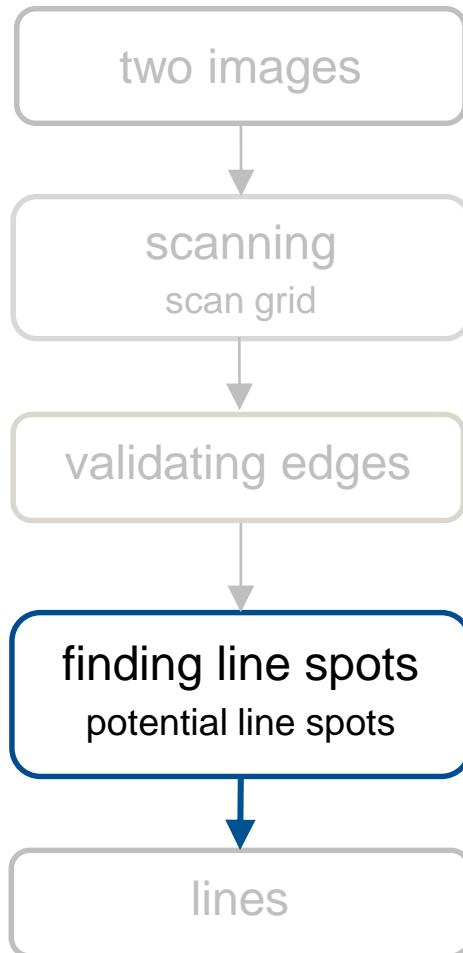 two images
scanning
scan grid
validating edges
finding line spots
potential line spots
lines